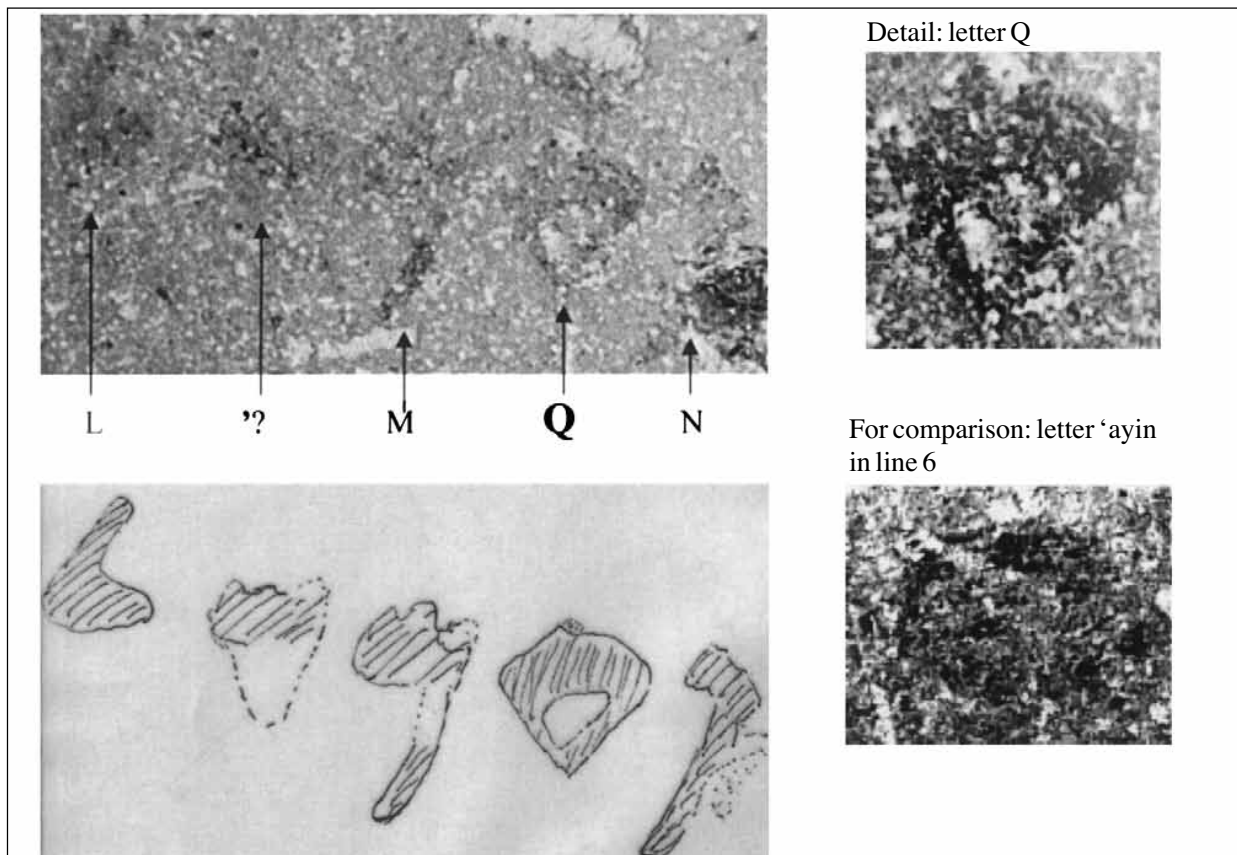 Detail: letter Q
L ’? M Q N
For comparison: letter ‘ayin
in line 6